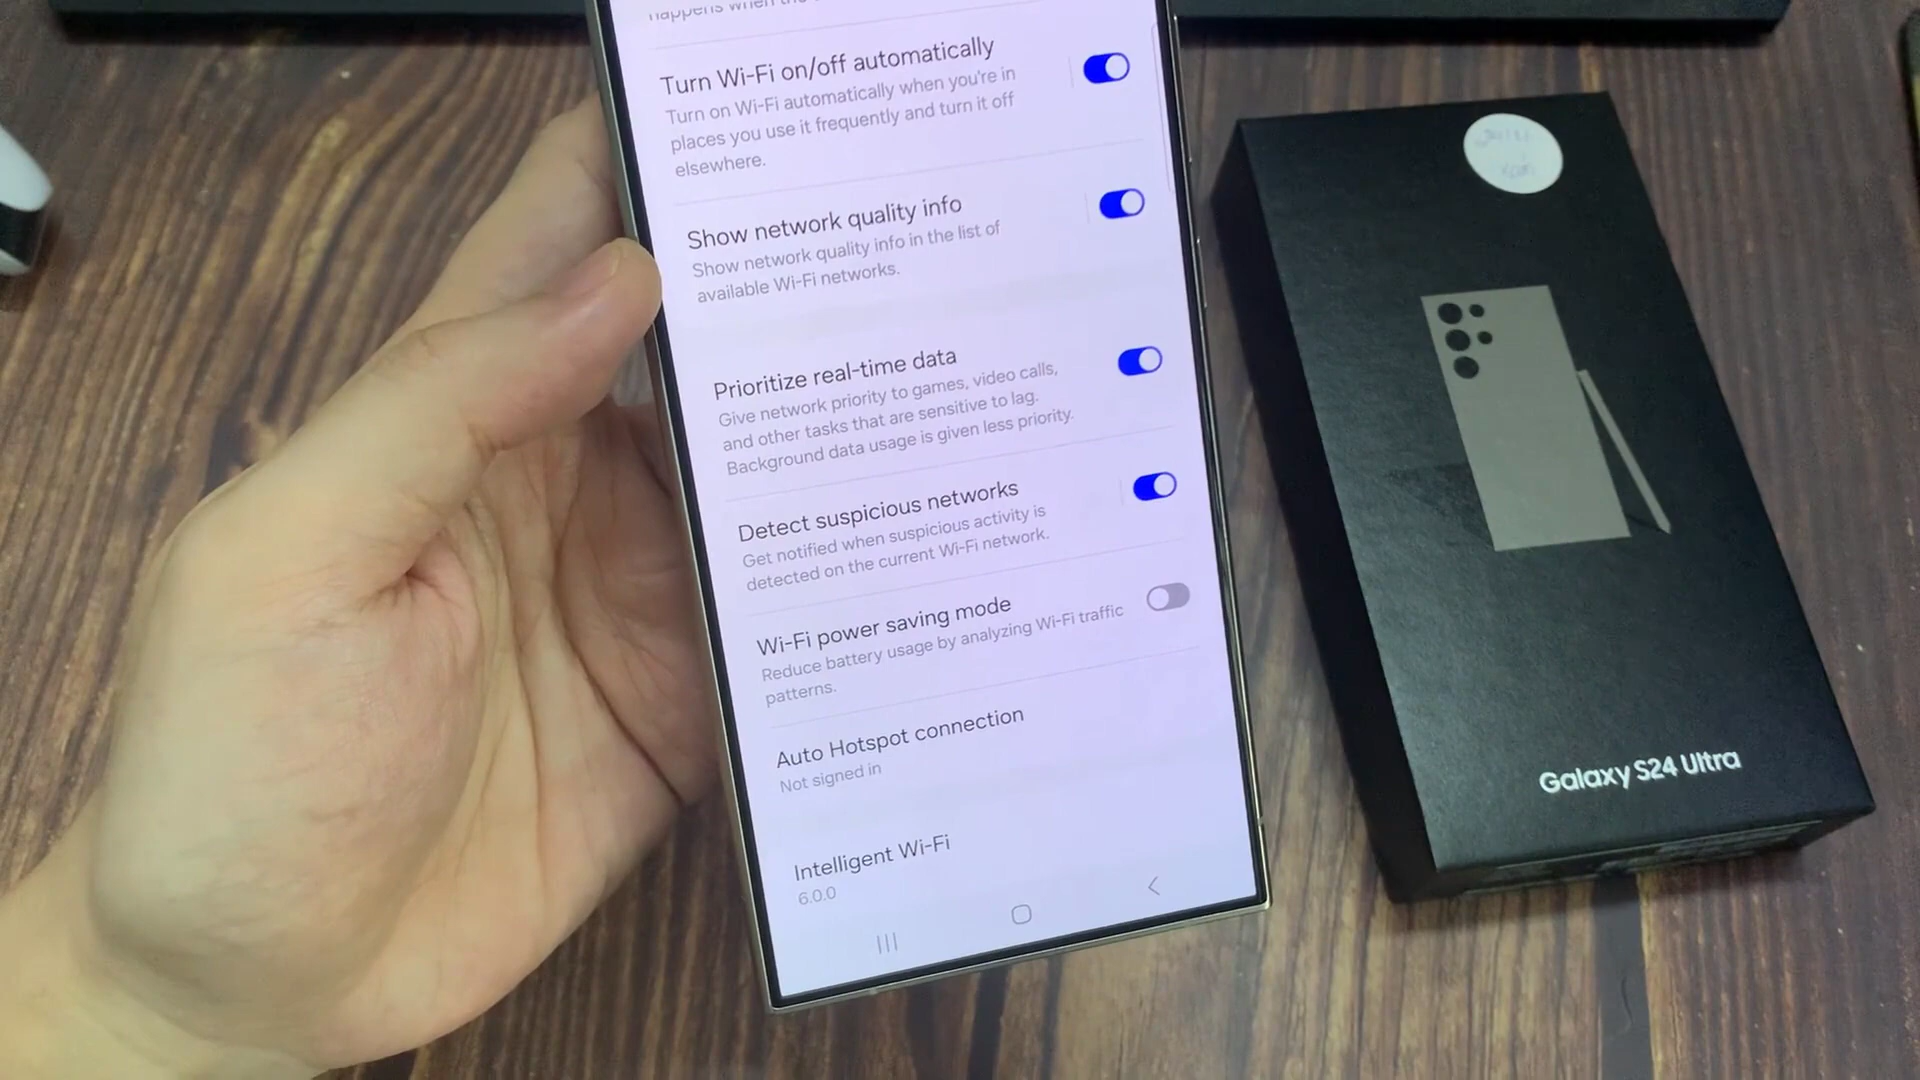 happens when the
Turn Wi-Fi on/off automatically
Turn on Wi-Fi automatically when you're in
places you use it frequently and turn it off
elsewhere.
Show network quality info
Show network quality info in the list of
available Wi-Fi networks.
Prioritize real-time data
Give network priority to games, video calls,
and other tasks that are sensitive to lag.
Background data usage is given less priority.
Detect suspicious networks
Get notified when suspicious activity is
detected on the current Wi-Fi network.
Wi-Fi power saving mode
Reduce battery usage by analyzing Wi-Fi traffic
patterns.
Auto Hotspot connection
Not signed in
Intelligent Wi-Fi
6.0.0
Galaxy S24 Ultra